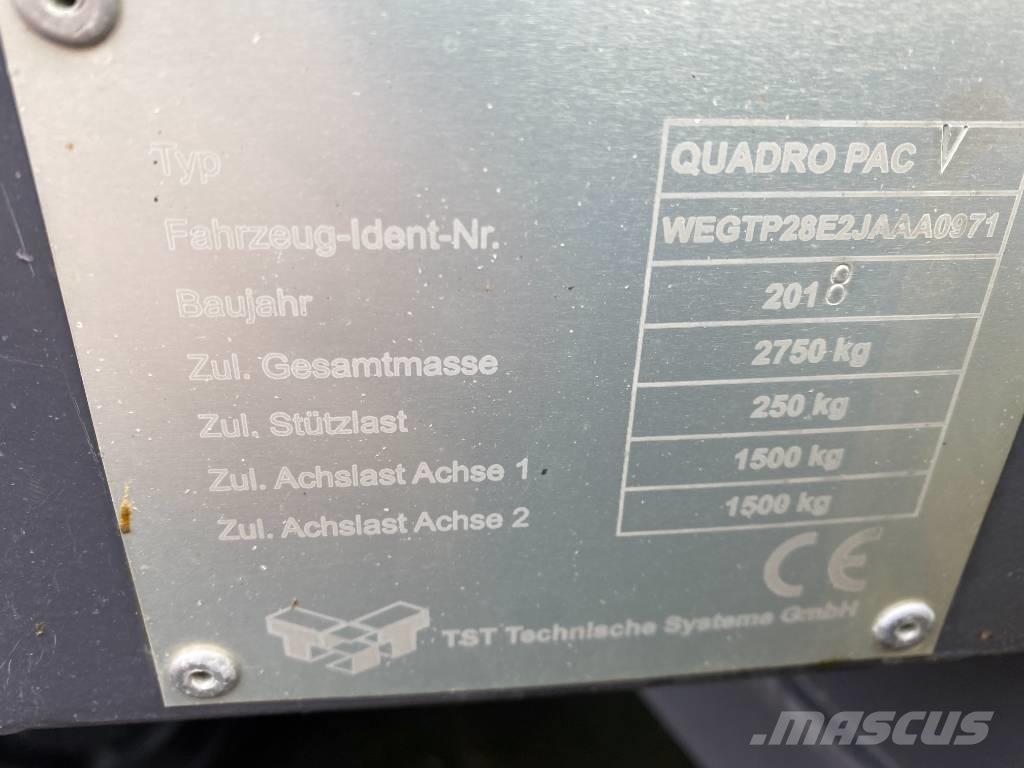 Typ QUADRO PAC V
Fahrzeug-Ident-Nr. WEGTP28E2JAAA0971
Baujahr 2018
Zul. Gesamtmasse 2750 kg
Zul. Stützlast 250 kg
Zul. Achslast Achse 1 1500 kg
Zul. Achslast Achse 2 1500 kg
CE
TST Technische Systeme GmbH
MASCUS